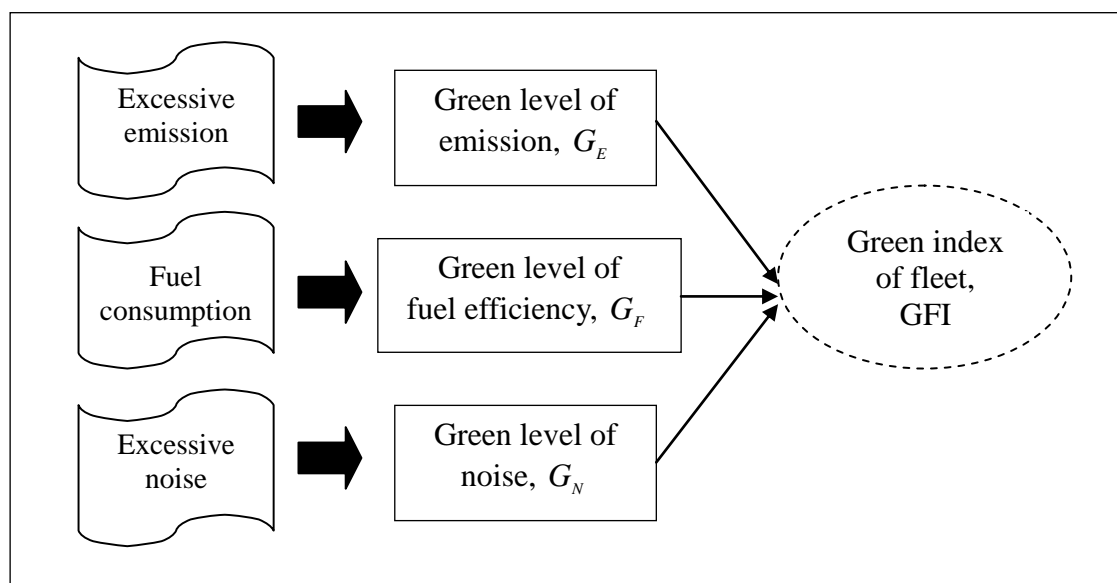 Excessive
emission
Green level of
emission, G_E
Fuel
consumption
Green level of
fuel efficiency, G_F
Green index
of fleet,
GFI
Excessive
noise
Green level of
noise, G_N